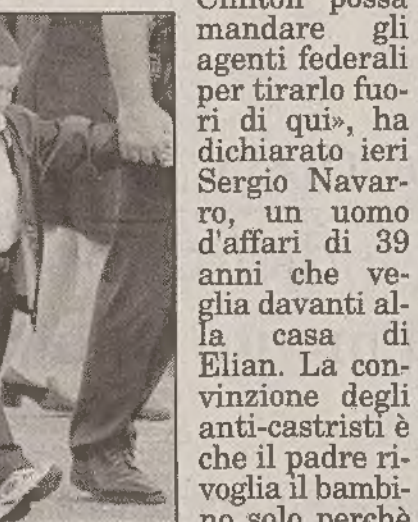 Clinton possa
mandare gli
agenti federali
per tirarlo fuo-
ri di qui», ha
dichiarato ieri
Sergio Navar-
ro, un uomo
d'affari di 39
anni che ve-
glia davanti al-
la casa di
Elian. La con-
vinzione degli
anti-castristi è
che il padre ri-
voglia il bambi-
no solo perchè